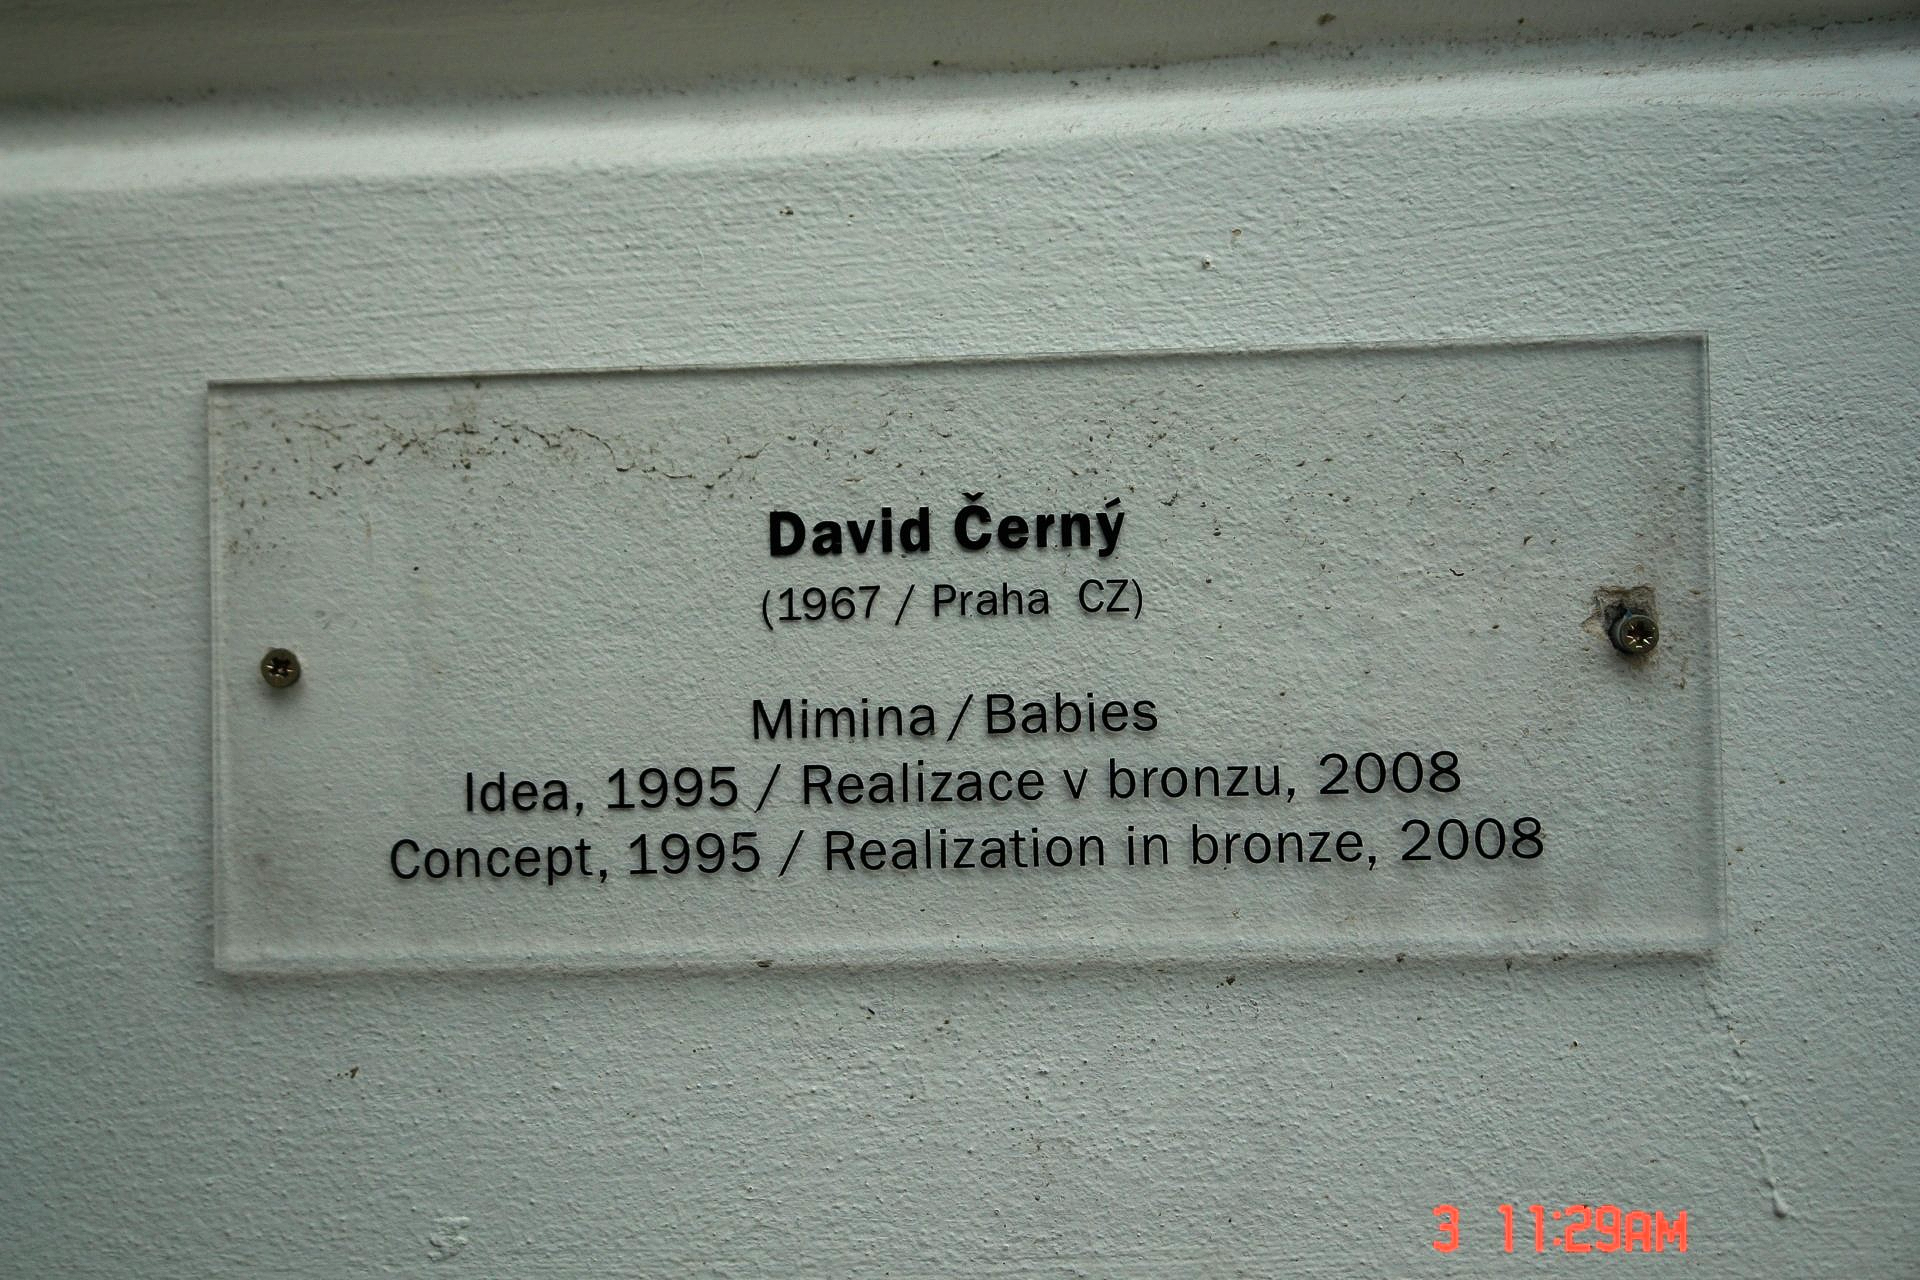 David Černý
(1967 / Praha CZ)
Mimina / Babies
Idea, 1995 / Realizace v bronzu, 2008
Concept, 1995 / Realization in bronze, 2008
3 11:29AM